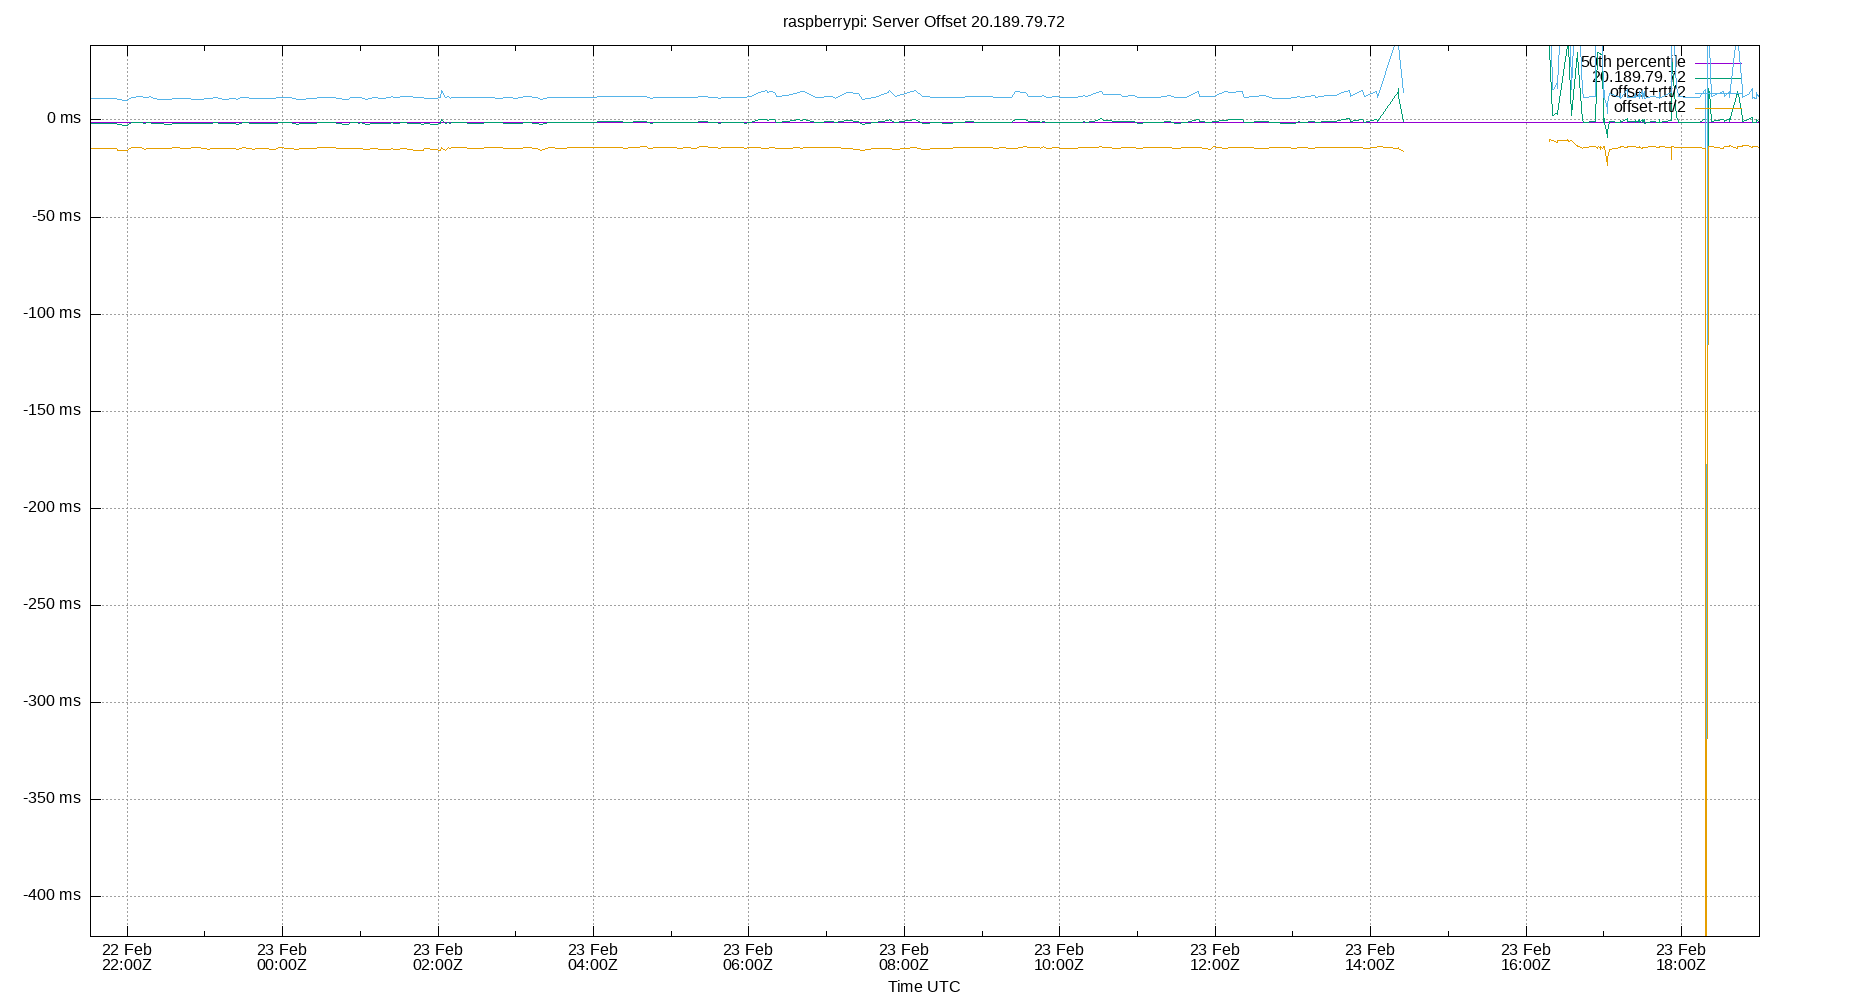 raspberrypi: Server Offset 20.189.79.72
50th percentile
20.189.79.72
offset+rtt/2
offset-rtt/2
0 ms
-50 ms
-100 ms
-150 ms
-200 ms
-250 ms
-300 ms
-350 ms
-400 ms
22 Feb 23 Feb 23 Feb 23 Feb 23 Feb 23 Feb 23 Feb 23 Feb 23 Feb 23 Feb 23 Feb
22:00Z 00:00Z 02:00Z 04:00Z 06:00Z 08:00Z 10:00Z 12:00Z 14:00Z 16:00Z 18:00Z
Time UTC